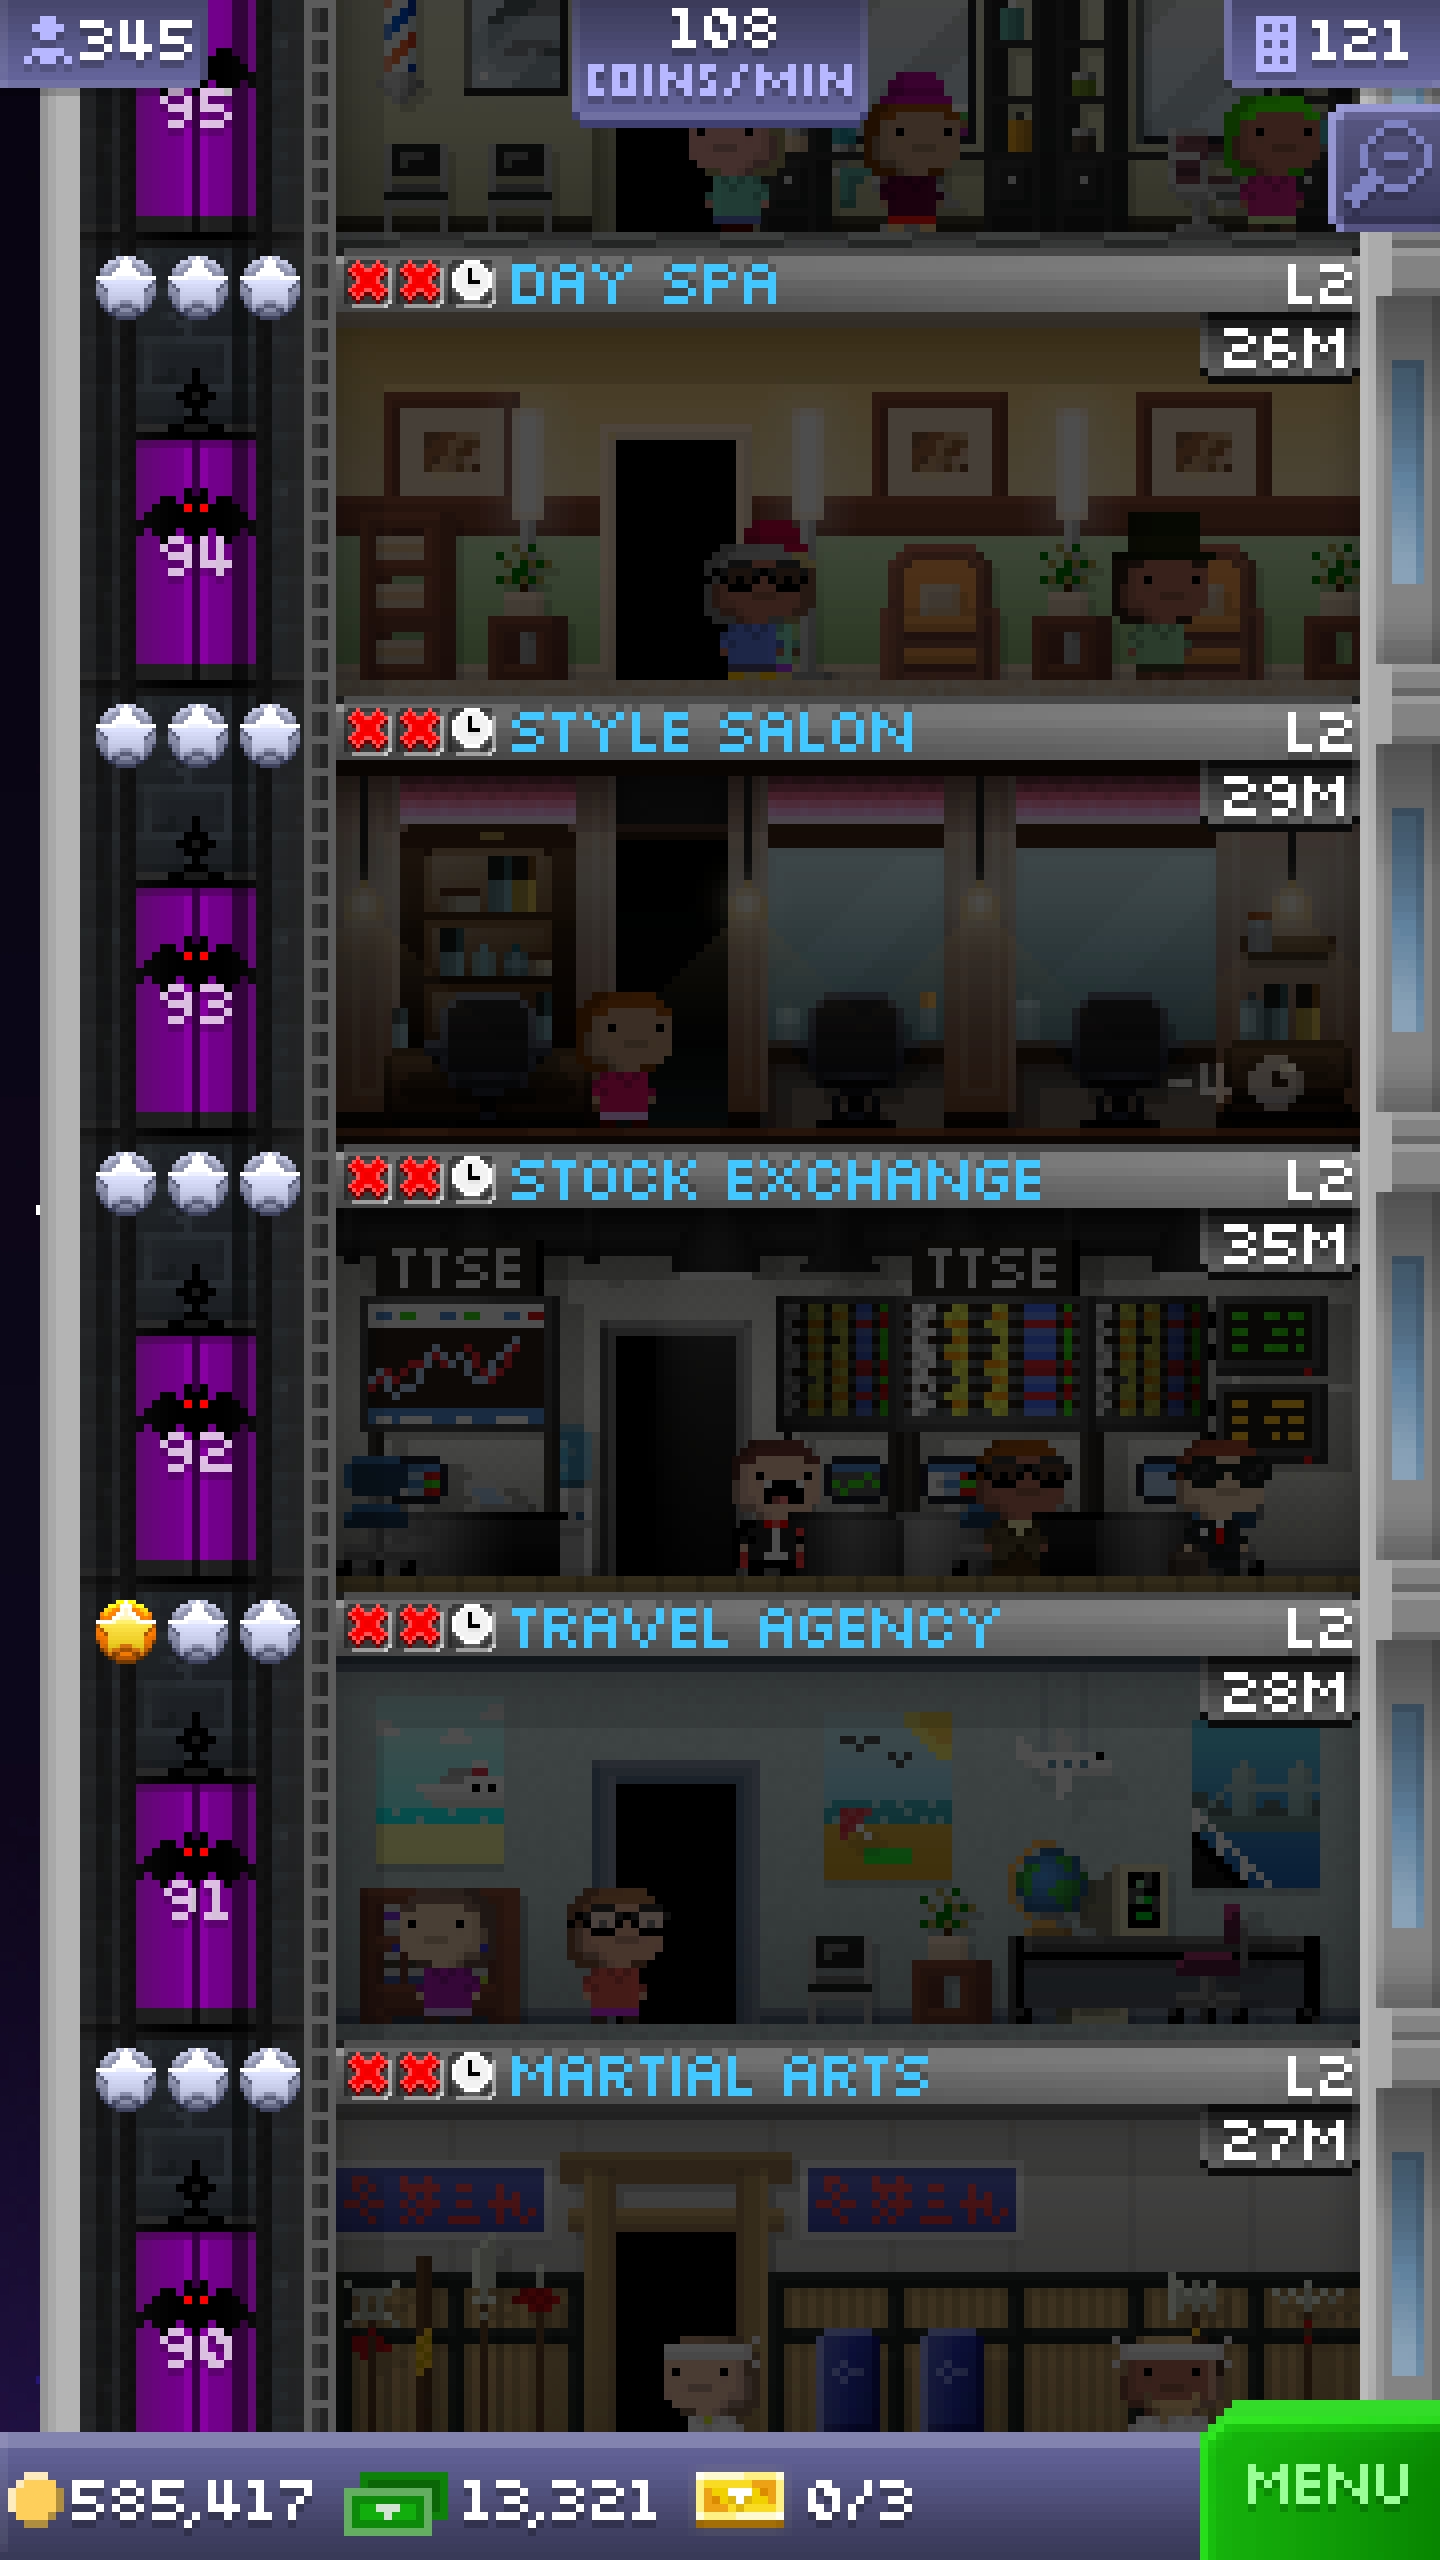 345
108
COINS/MIN
121
95
DAY SPA
L2
26M
94
STYLE SALON
L2
29M
93
-4
STOCK EXCHANGE
L2
35M
TTSE
TTSE
92
TRAVEL AGENCY
L2
28M
91
MARTIAL ARTS
L2
27M
90
585,417
13,321
0/3
MENU